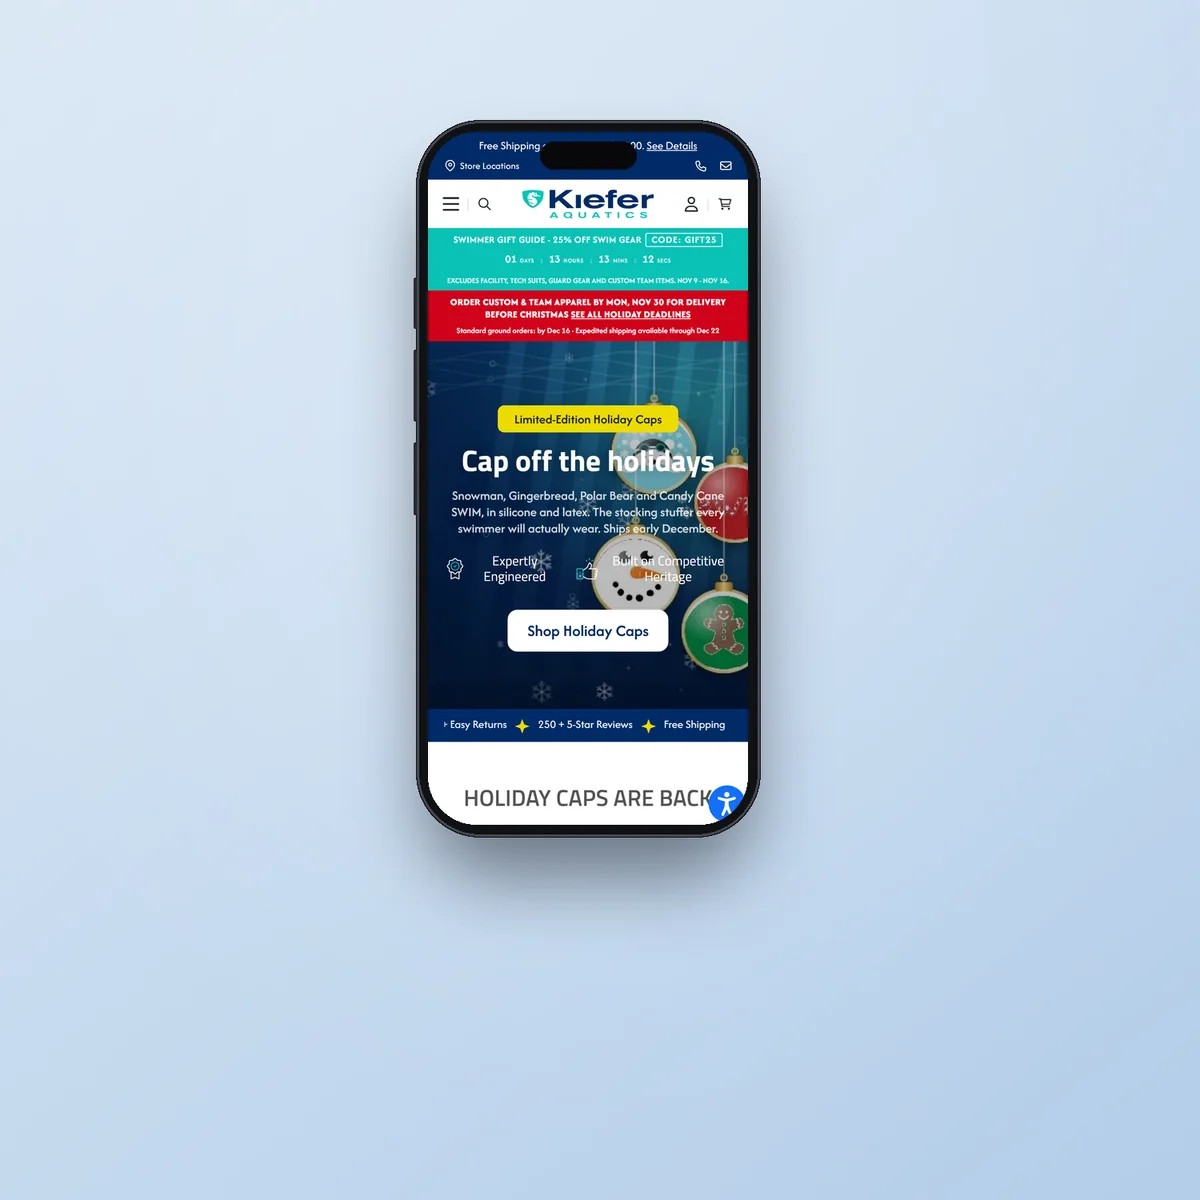 Free Shipping 00. See Details
Store Locations
Kiefer
AQUATICS
SWIMMER GIFT GUIDE - 25% OFF SWIM GEAR CODE: GIFT25
01 DAYS : 13 HOURS : 13 MINS : 12 SECS
EXCLUDES FACILITY, TECH SUITS, GUARD GEAR AND CUSTOM TEAM ITEMS. NOV 9 - NOV 16.
ORDER CUSTOM & TEAM APPAREL BY MON, NOV 30 FOR DELIVERY
BEFORE CHRISTMAS SEE ALL HOLIDAY DEADLINES
Standard ground orders: by Dec 16 · Expedited shipping available through Dec 22
Limited-Edition Holiday Caps
Cap off the holidays
Snowman, Gingerbread, Polar Bear and Candy Cane
SWIM, in silicone and latex. The stocking stuffer every
swimmer will actually wear. Ships early December.
Expertly
Engineered
Built on Competitive
Heritage
Shop Holiday Caps
Easy Returns 250 + 5-Star Reviews Free Shipping
HOLIDAY CAPS ARE BACK